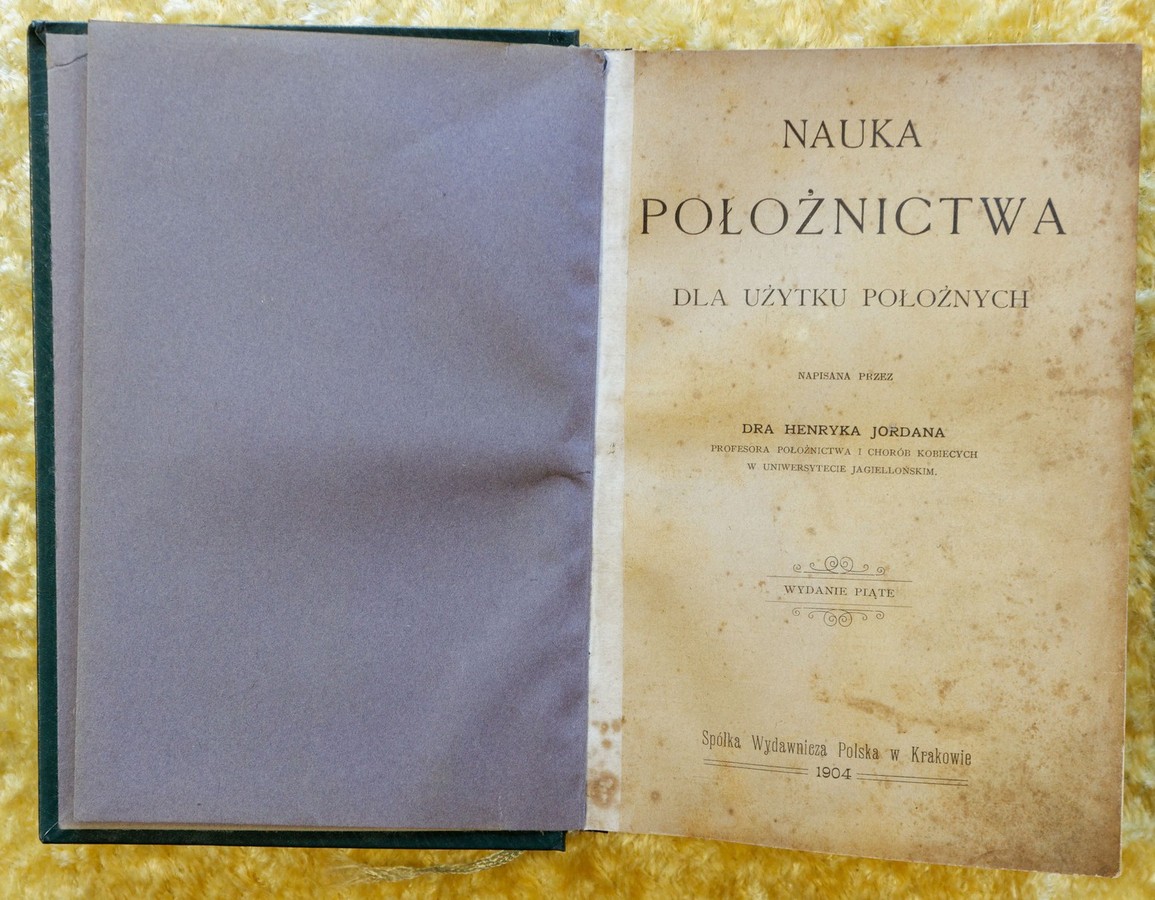 NAUKA
POŁOŻNICTWA
DLA UŻYTKU POŁOŻNYCH
NAPISANA PRZEZ
DRA HENRYKA JORDANA
PROFESORA POŁOŻNICTWA I CHORÓB KOBIECYCH
W UNIWERSYTECIE JAGIELLOŃSKIM.
WYDANIE PIĄTE
Spółka Wydawnicza Polska w Krakowie
1904